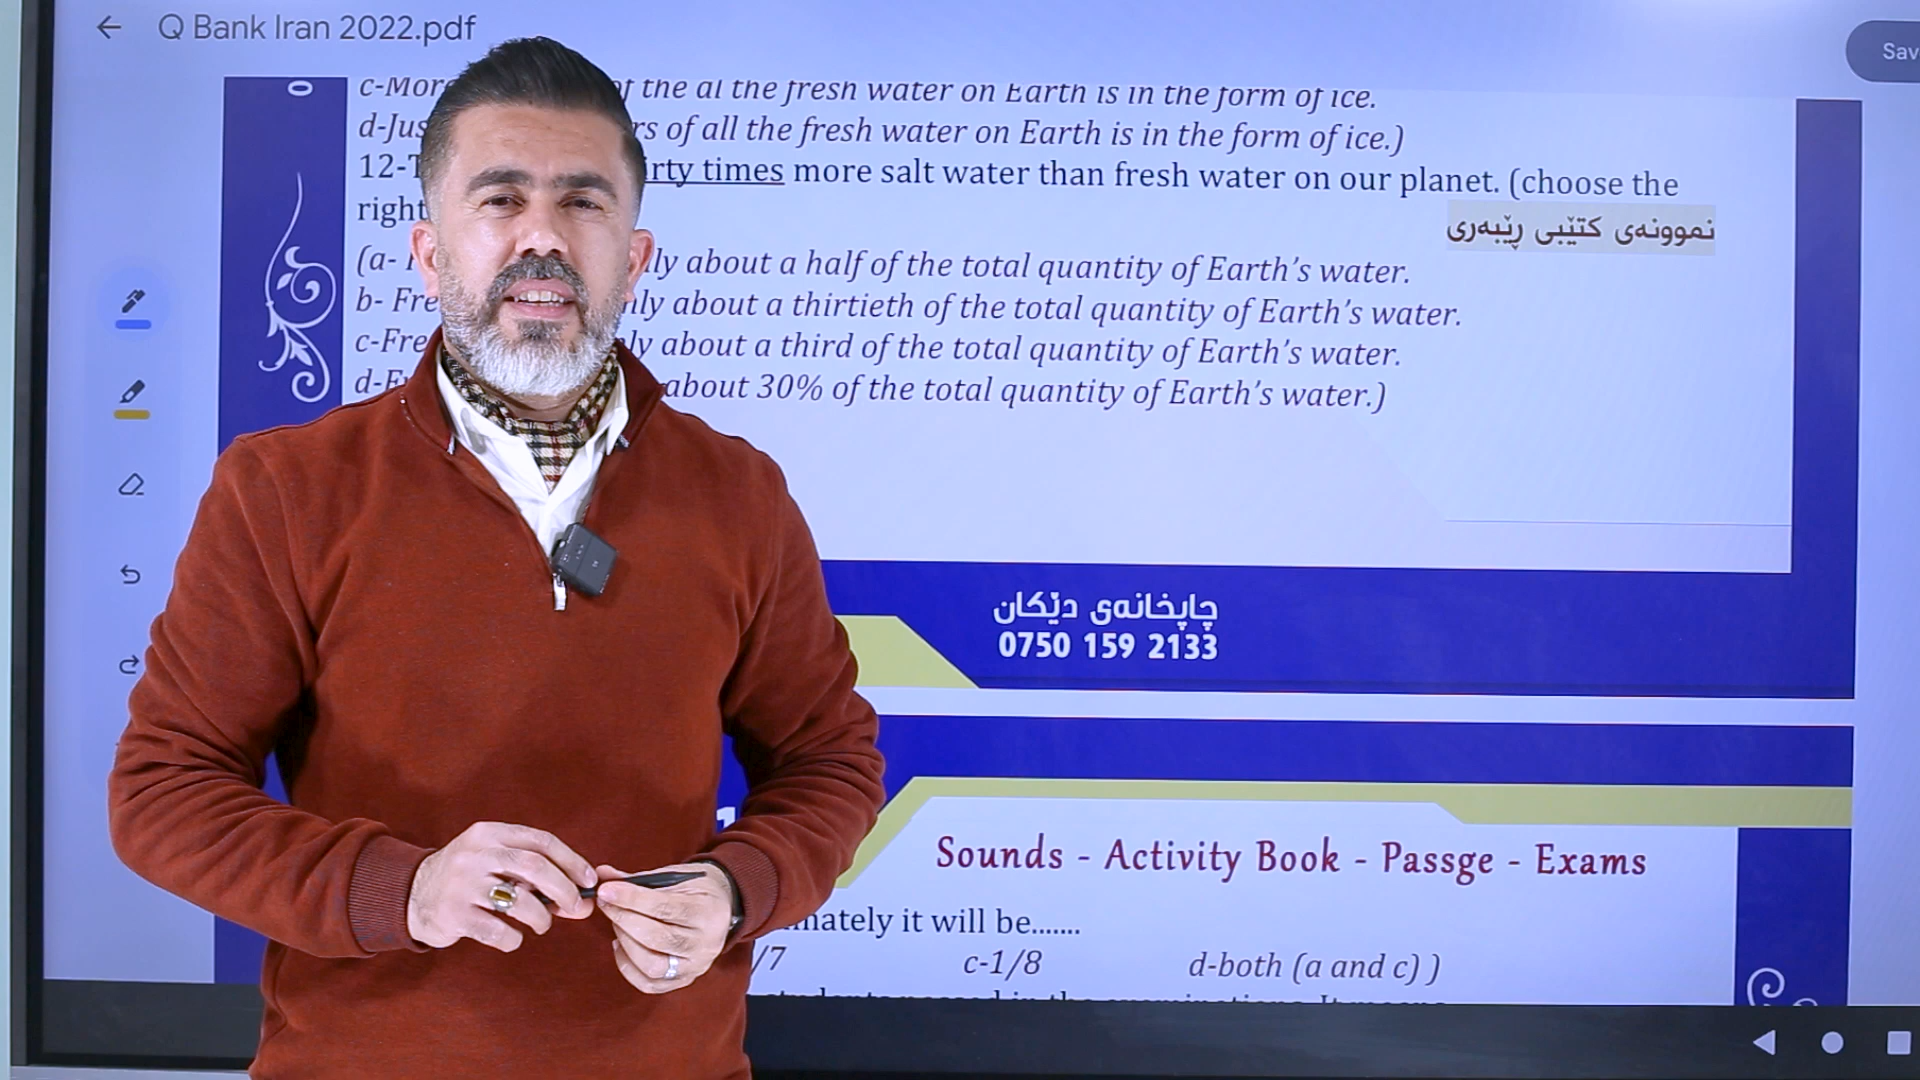 Q Bank Iran 2022.pdf
Sav
c-More of the al the fresh water on Earth is in the form of ice.
d-Jus rs of all the fresh water on Earth is in the form of ice.)
12-T irty times more salt water than fresh water on our planet. (choose the
right
نموونەی کتێبی ڕێبەری
(a- ly about a half of the total quantity of Earth's water.
b- Fre nly about a thirtieth of the total quantity of Earth's water.
c-Fre ly about a third of the total quantity of Earth's water.
d-Fr about 30% of the total quantity of Earth's water.)
چاپخانەی دێکان
0750 159 2133
Sounds - Activity Book - Passge - Exams
mately it will be.......
/7 c-1/8 d-both (a and c) )